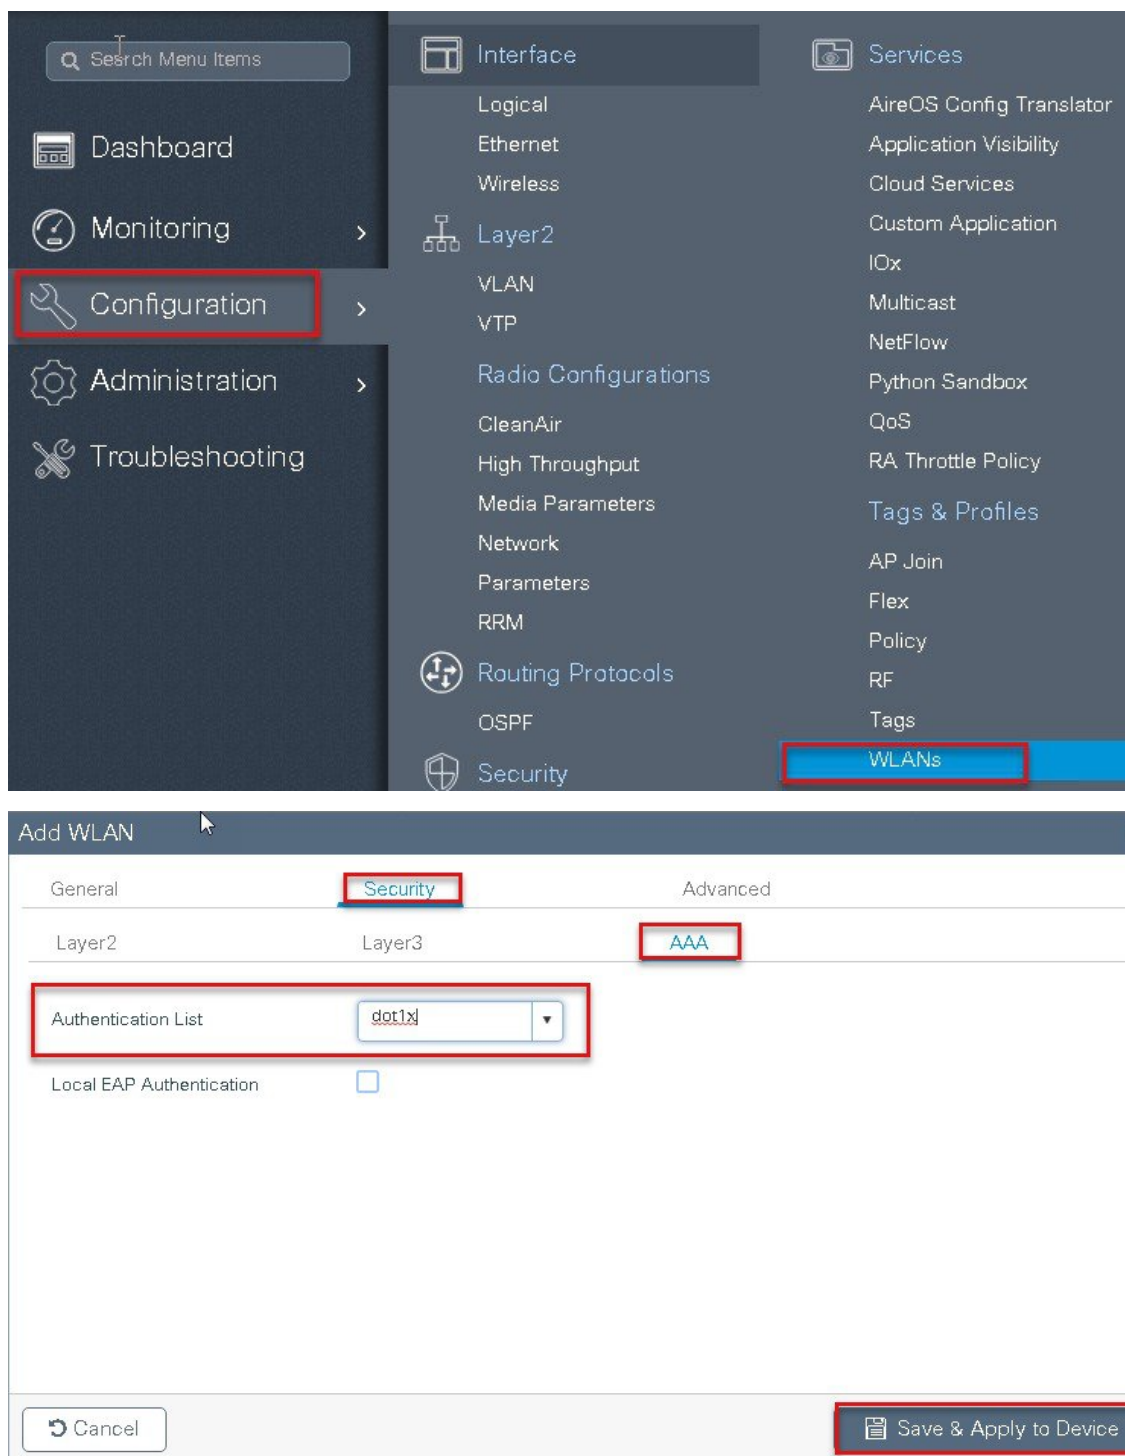 Search Menu Items
Dashboard
Monitoring
Configuration
Administration
Troubleshooting
Interface
Logical
Ethernet
Wireless
Layer2
VLAN
VTP
Radio Configurations
CleanAir
High Throughput
Media Parameters
Network
Parameters
RRM
Routing Protocols
OSPF
Security
Services
AireOS Config Translator
Application Visibility
Cloud Services
Custom Application
IOx
Multicast
NetFlow
Python Sandbox
QoS
RA Throttle Policy
Tags & Profiles
AP Join
Flex
Policy
RF
Tags
WLANs
Add WLAN
General Security Advanced
Layer2 Layer3 AAA
Authentication List dot1x
Local EAP Authentication
Cancel Save & Apply to Device